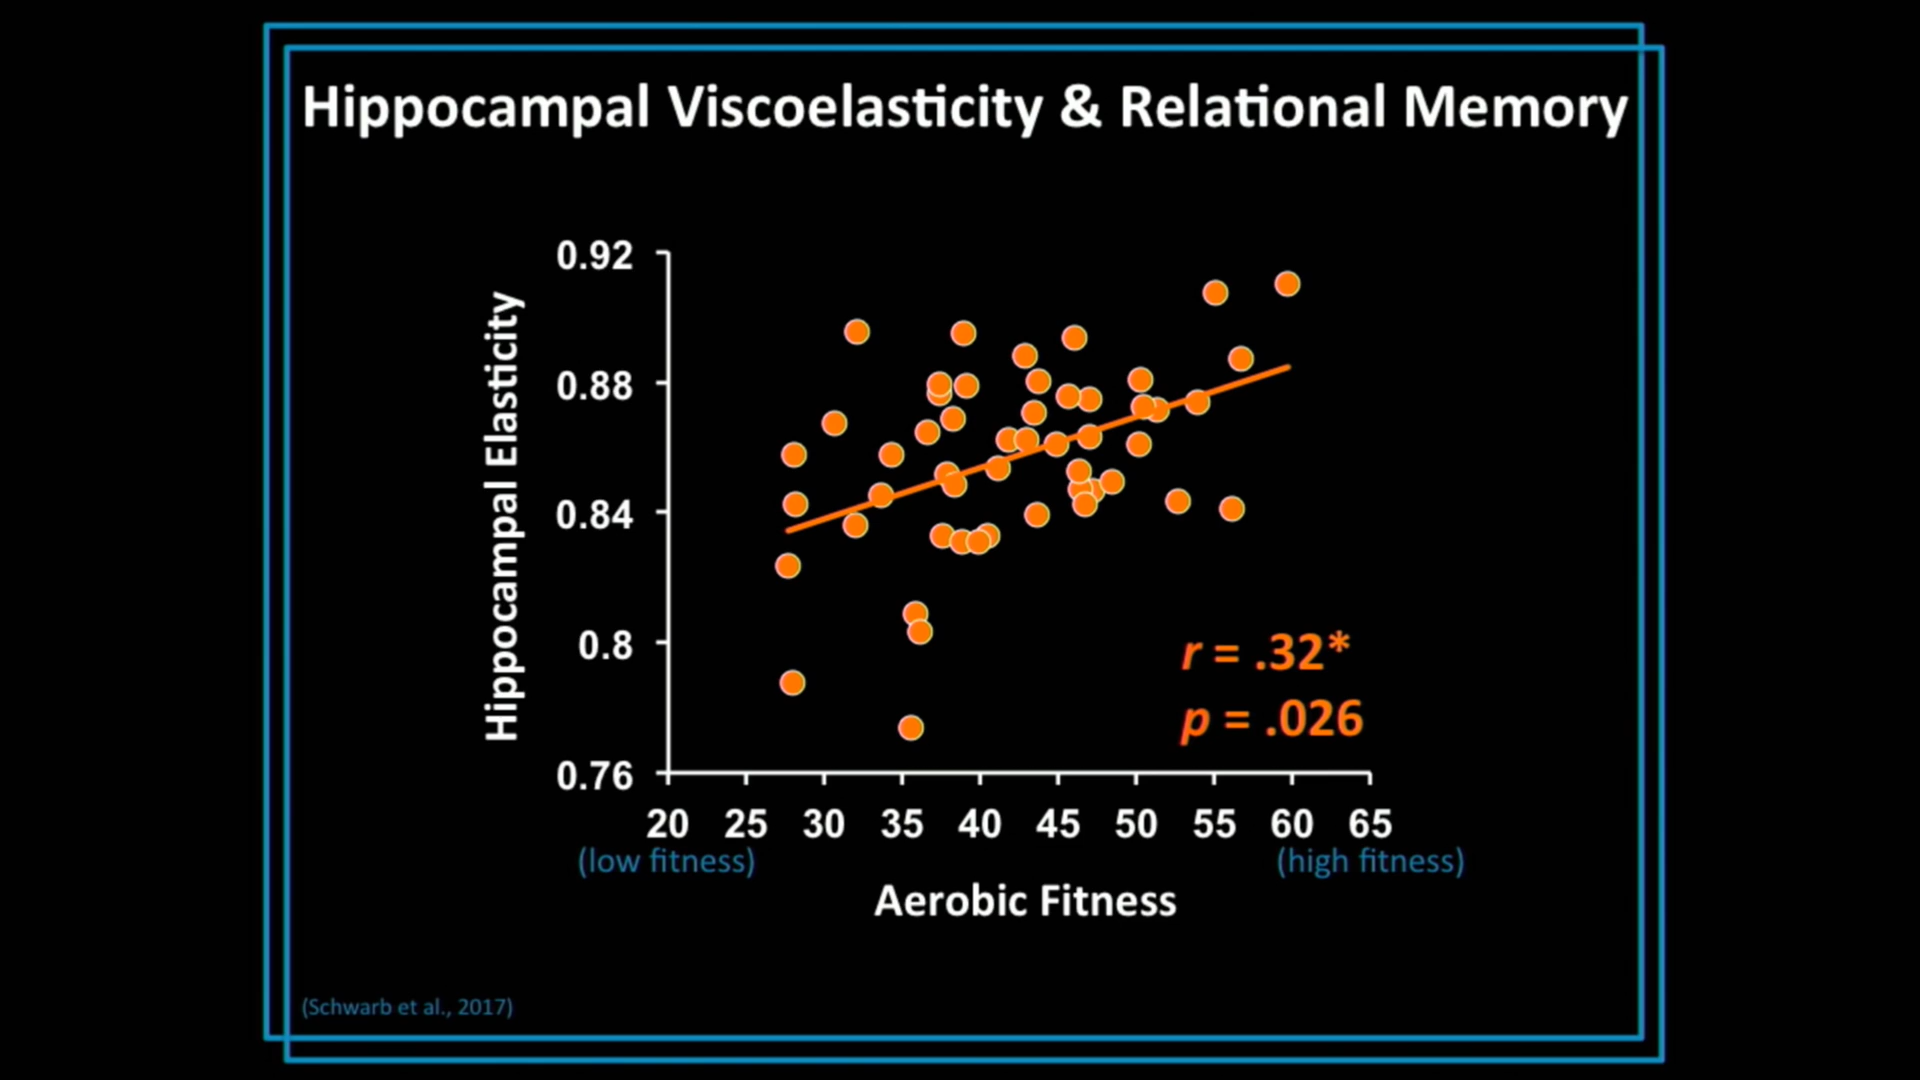 Hippocampal Viscoelasticity & Relational Memory
Hippocampal Elasticity
0.92
0.88
0.84
0.8
0.76
r = .32*
p = .026
20 25 30 35 40 45 50 55 60 65
(low fitness) (high fitness)
Aerobic Fitness
(Schwarb et al., 2017)